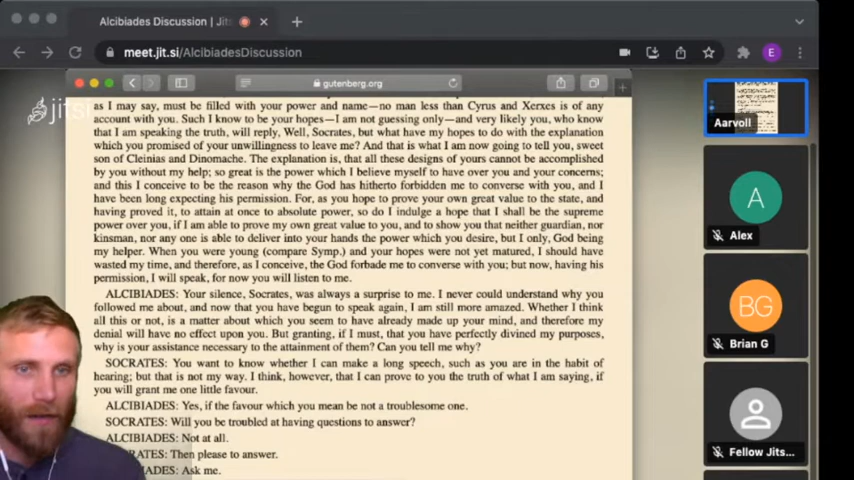 Alcibiades Discussion | Jits
meet.jit.si/AlcibiadesDiscussion
E
gutenberg.org
jitsi
as I may say, must be filled with your power and name—no man less than Cyrus and Xerxes is of any
account with you. Such I know to be your hopes—I am not guessing only—and very likely you, who know
that I am speaking the truth, will reply, Well, Socrates, but what have my hopes to do with the explanation
which you promised of your unwillingness to leave me? And that is what I am now going to tell you, sweet
son of Cleinias and Dinomache. The explanation is, that all these designs of yours cannot be accomplished
by you without my help; so great is the power which I believe myself to have over you and your concerns;
and this I conceive to be the reason why the God has hitherto forbidden me to converse with you, and I
have been long expecting his permission. For, as you hope to prove your own great value to the state, and
having proved it, to attain at once to absolute power, so do I indulge a hope that I shall be the supreme
power over you, if I am able to prove my own great value to you, and to show you that neither guardian, nor
kinsman, nor any one is able to deliver into your hands the power which you desire, but I only, God being
my helper. When you were young (compare Symp.) and your hopes were not yet matured, I should have
wasted my time, and therefore, as I conceive, the God forbade me to converse with you; but now, having his
permission, I will speak, for now you will listen to me.
ALCIBIADES: Your silence, Socrates, was always a surprise to me. I never could understand why you
followed me about, and now that you have begun to speak again, I am still more amazed. Whether I think
all this or not, is a matter about which you seem to have already made up your mind, and therefore my
denial will have no effect upon you. But granting, if I must, that you have perfectly divined my purposes,
why is your assistance necessary to the attainment of them? Can you tell me why?
SOCRATES: You want to know whether I can make a long speech, such as you are in the habit of
hearing; but that is not my way. I think, however, that I can prove to you the truth of what I am saying, if
you will grant me one little favour.
ALCIBIADES: Yes, if the favour which you mean be not a troublesome one.
SOCRATES: Will you be troubled at having questions to answer?
ALCIBIADES: Not at all.
RATES: Then please to answer.
IADES: Ask me.
Aarvoll
A
Alex
BG
Brian G
Fellow Jits...